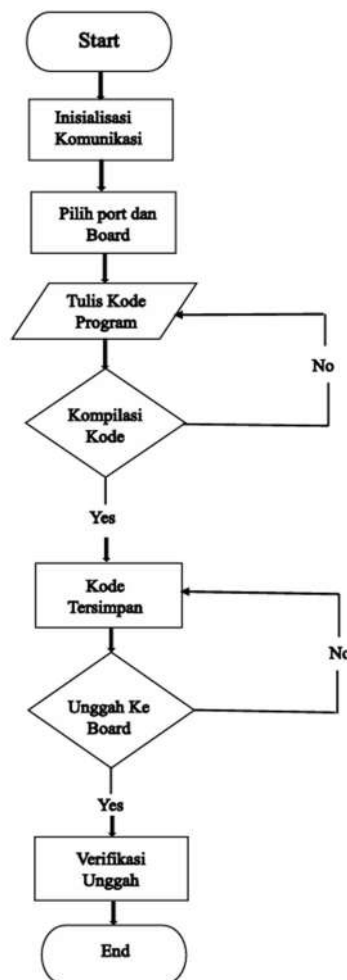 Start
Inisialisasi
Komunikasi
Pilih port dan
Board
Tulis Kode
Program
No
Kompilasi
Kode
Yes
Kode
Tersimpan
No
Unggah Ke
Board
Yes
Verifikasi
Unggah
End